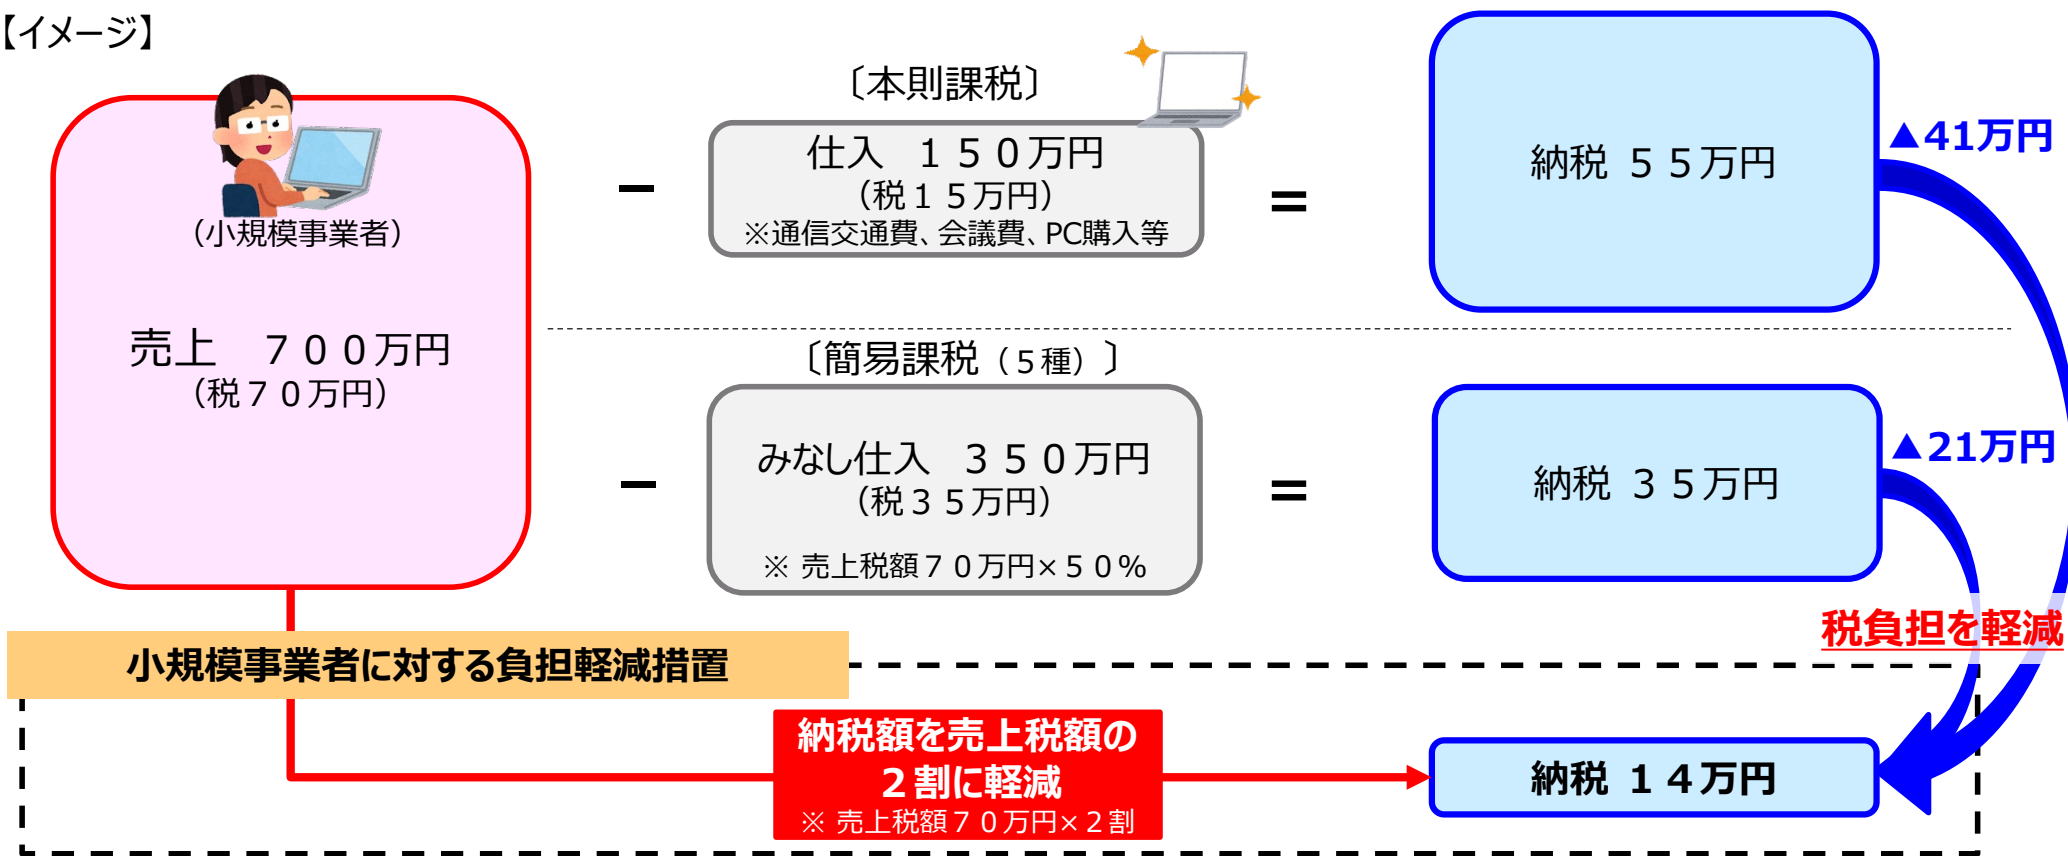 【イメージ】
（小規模事業者）
売上　７００万円
（税７０万円）
〔本則課税〕
－
仕入　１５０万円
（税１５万円）
※通信交通費、会議費、PC購入等
＝
納税 ５５万円
▲41万円
〔簡易課税（５種）〕
－
みなし仕入　３５０万円
（税３５万円）
※ 売上税額７０万円×５０%
＝
納税 ３５万円
▲21万円
税負担を軽減
小規模事業者に対する負担軽減措置
納税額を売上税額の
２割に軽減
※ 売上税額７０万円×２割
納税 １４万円